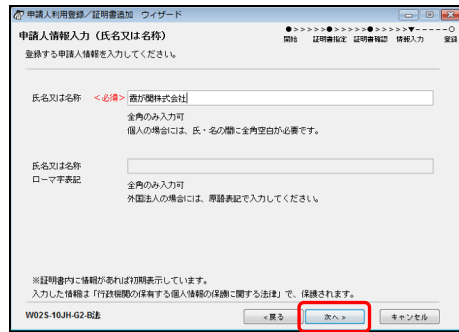 申請人利用登録／証明書追加 ウィザード
申請人情報入力（氏名又は名称）
●>>>>>●>>>>>●>>>>>▼-----○
開始 証明書指定 証明書確認 情報入力 登録
登録する申請人情報を入力してください。
氏名又は名称 <必須> 霞が関株式会社
全角のみ入力可
個人の場合には、氏・名の間に全角空白が必要です。
氏名又は名称
ローマ字表記
全角のみ入力可
外国法人の場合には、原語表記で入力してください。
※証明書内に情報があれば初期表示しています。
入力した情報は「行政機関の保有する個人情報の保護に関する法律」で、保護されます。
W02S-10JH-G2-B法
<戻る 次へ> キャンセル